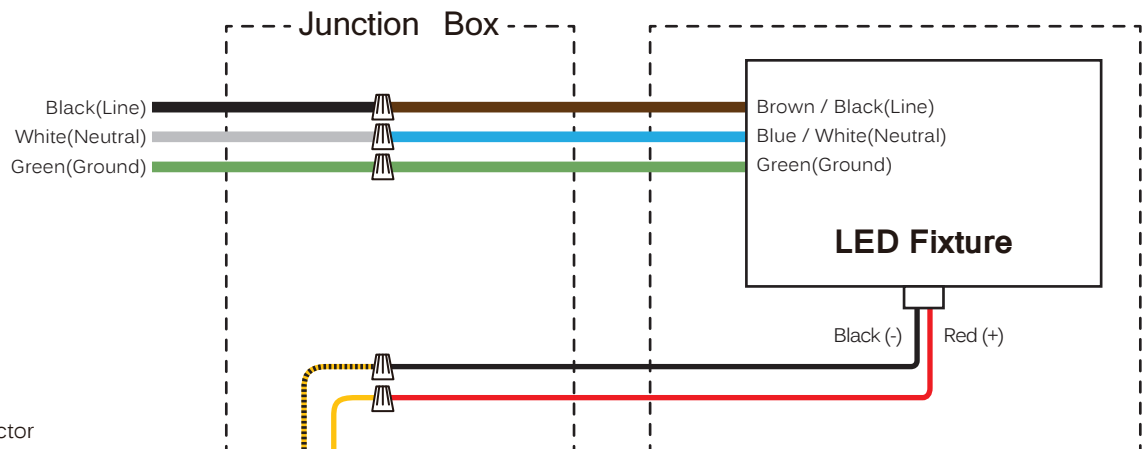 Junction Box
Black(Line)
White(Neutral)
Green(Ground)
Brown / Black(Line)
Blue / White(Neutral)
Green(Ground)
LED Fixture
Black (-)
Red (+)
ctor